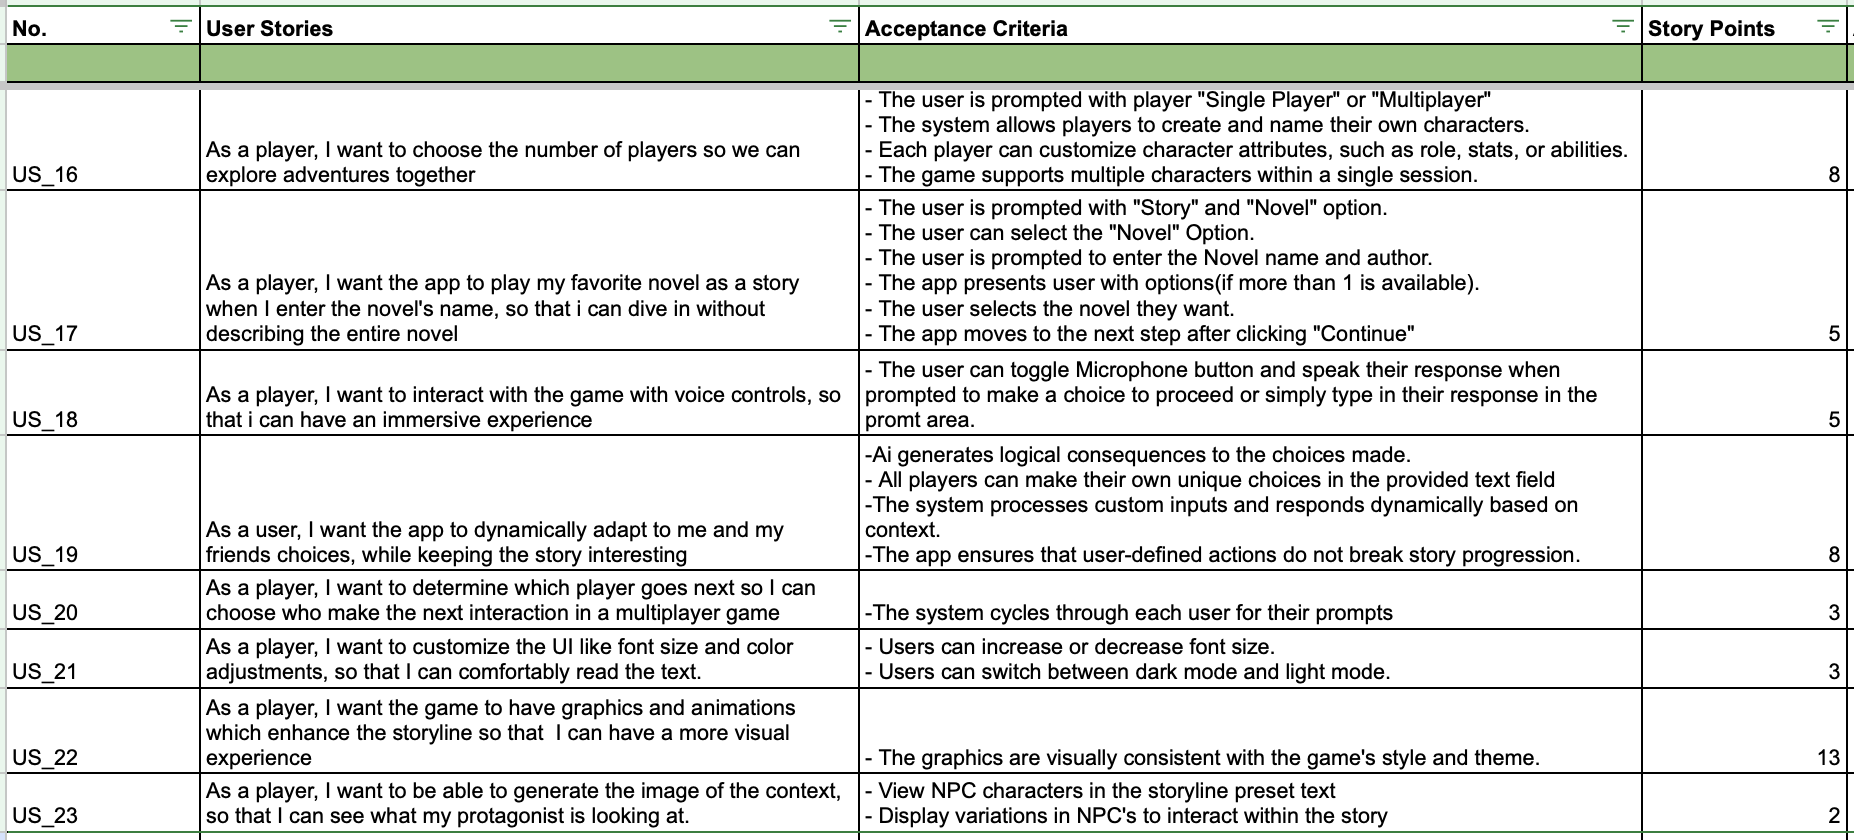 No.
User Stories
Acceptance Criteria
Story Points
US_16
As a player, I want to choose the number of players so we can
explore adventures together
- The user is prompted with player "Single Player" or "Multiplayer"
- The system allows players to create and name their own characters.
- Each player can customize character attributes, such as role, stats, or abilities.
- The game supports multiple characters within a single session.
8
US_17
As a player, I want the app to play my favorite novel as a story
when I enter the novel's name, so that i can dive in without
describing the entire novel
- The user is prompted with "Story" and "Novel" option.
- The user can select the "Novel" Option.
- The user is prompted to enter the Novel name and author.
- The app presents user with options(if more than 1 is available).
- The user selects the novel they want.
- The app moves to the next step after clicking "Continue"
5
US_18
As a player, I want to interact with the game with voice controls, so
that i can have an immersive experience
- The user can toggle Microphone button and speak their response when
prompted to make a choice to proceed or simply type in their response in the
promt area.
5
US_19
As a user, I want the app to dynamically adapt to me and my
friends choices, while keeping the story interesting
-Ai generates logical consequences to the choices made.
- All players can make their own unique choices in the provided text field
-The system processes custom inputs and responds dynamically based on
context.
-The app ensures that user-defined actions do not break story progression.
8
US_20
As a player, I want to determine which player goes next so I can
choose who make the next interaction in a multiplayer game
-The system cycles through each user for their prompts
3
US_21
As a player, I want to customize the UI like font size and color
adjustments, so that I can comfortably read the text.
- Users can increase or decrease font size.
- Users can switch between dark mode and light mode.
3
US_22
As a player, I want the game to have graphics and animations
which enhance the storyline so that  I can have a more visual
experience
- The graphics are visually consistent with the game's style and theme.
13
US_23
As a player, I want to be able to generate the image of the context,
so that I can see what my protagonist is looking at.
- View NPC characters in the storyline preset text
- Display variations in NPC's to interact within the story
2